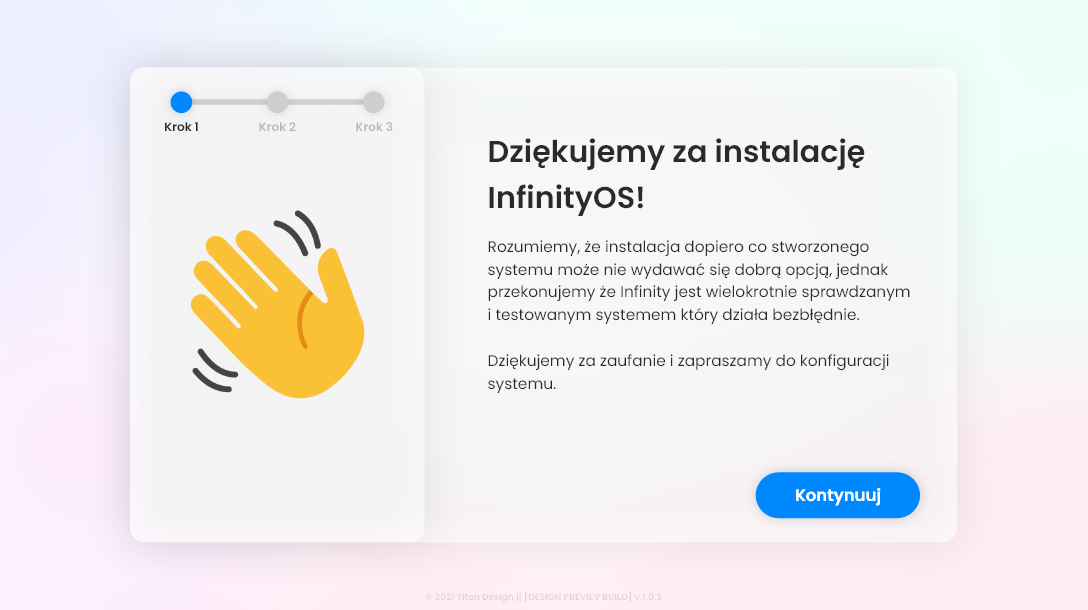 Krok 1
Krok 2
Krok 3
Dziękujemy za instalację
InfinityOS!
Rozumiemy, że instalacja dopiero co stworzonego
systemu może nie wydawać się dobrą opcją, jednak
przekonujemy że Infinity jest wielokrotnie sprawdzanym
i testowanym systemem który działa bezbłędnie.
Dziękujemy za zaufanie i zapraszamy do konfiguracji
systemu.
Kontynuuj
© 2021 Titon Design || [DESIGN PREVIEV BUILD] v.1.0.3